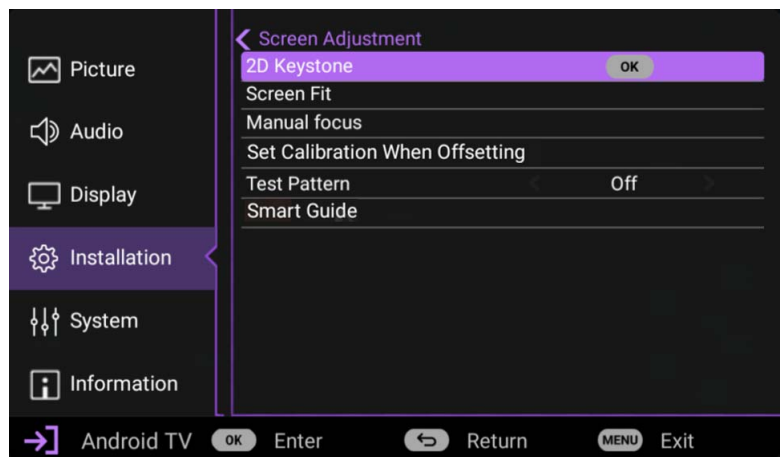 Screen Adjustment
Picture
Audio
Display
Installation
System
Information
2D Keystone OK
Screen Fit
Manual focus
Set Calibration When Offsetting
Test Pattern Off
Smart Guide
Android TV OK Enter Return MENU Exit